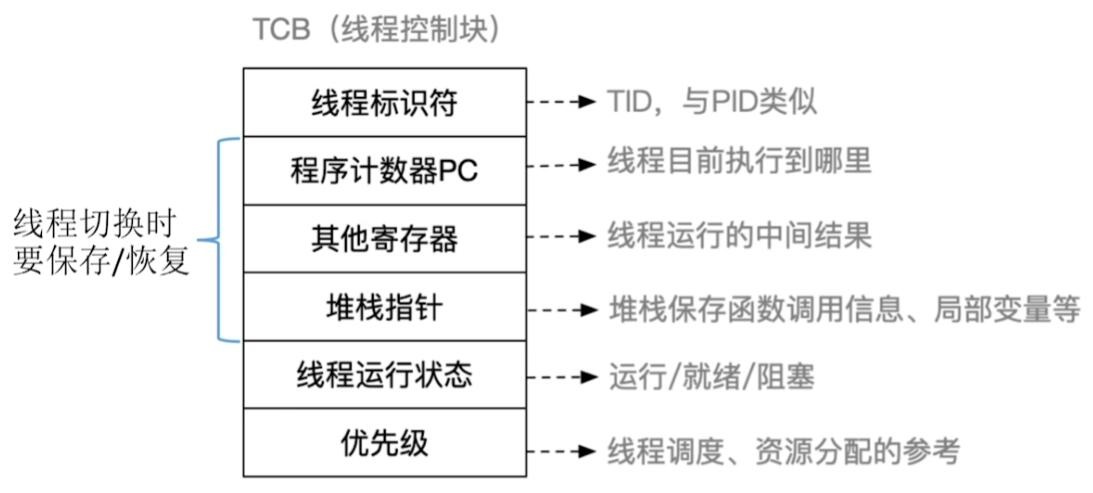 TCB（线程控制块）
线程标识符
TID，与PID类似
程序计数器PC
线程目前执行到哪里
线程切换时
要保存/恢复
其他寄存器
线程运行的中间结果
堆栈指针
堆栈保存函数调用信息、局部变量等
线程运行状态
运行/就绪/阻塞
优先级
线程调度、资源分配的参考